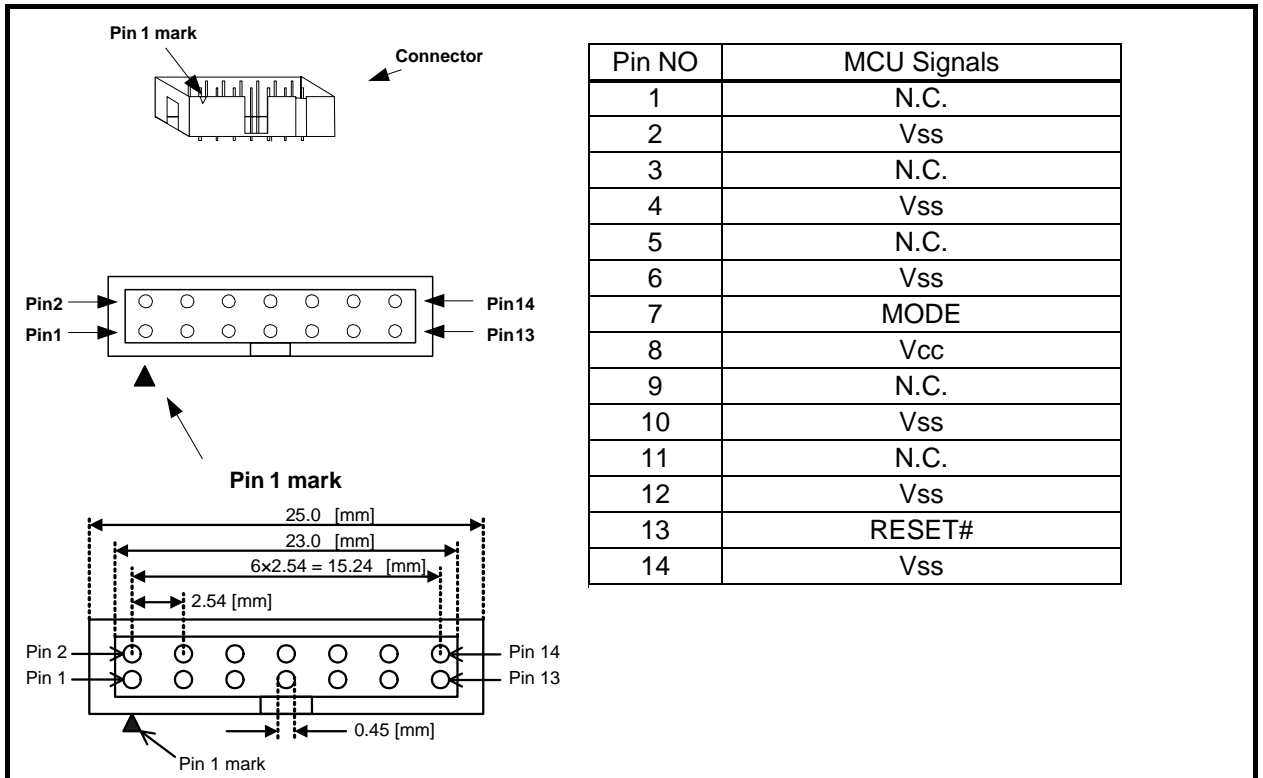 Pin 1 mark
Connector
Pin2
Pin14
Pin1
Pin13
Pin 1 mark
25.0 [mm]
23.0 [mm]
6×2.54 = 15.24 [mm]
2.54 [mm]
Pin 2
Pin 14
Pin 1
Pin 13
0.45 [mm]
Pin 1 mark
Pin NO MCU Signals
1 N.C.
2 Vss
3 N.C.
4 Vss
5 N.C.
6 Vss
7 MODE
8 Vcc
9 N.C.
10 Vss
11 N.C.
12 Vss
13 RESET#
14 Vss